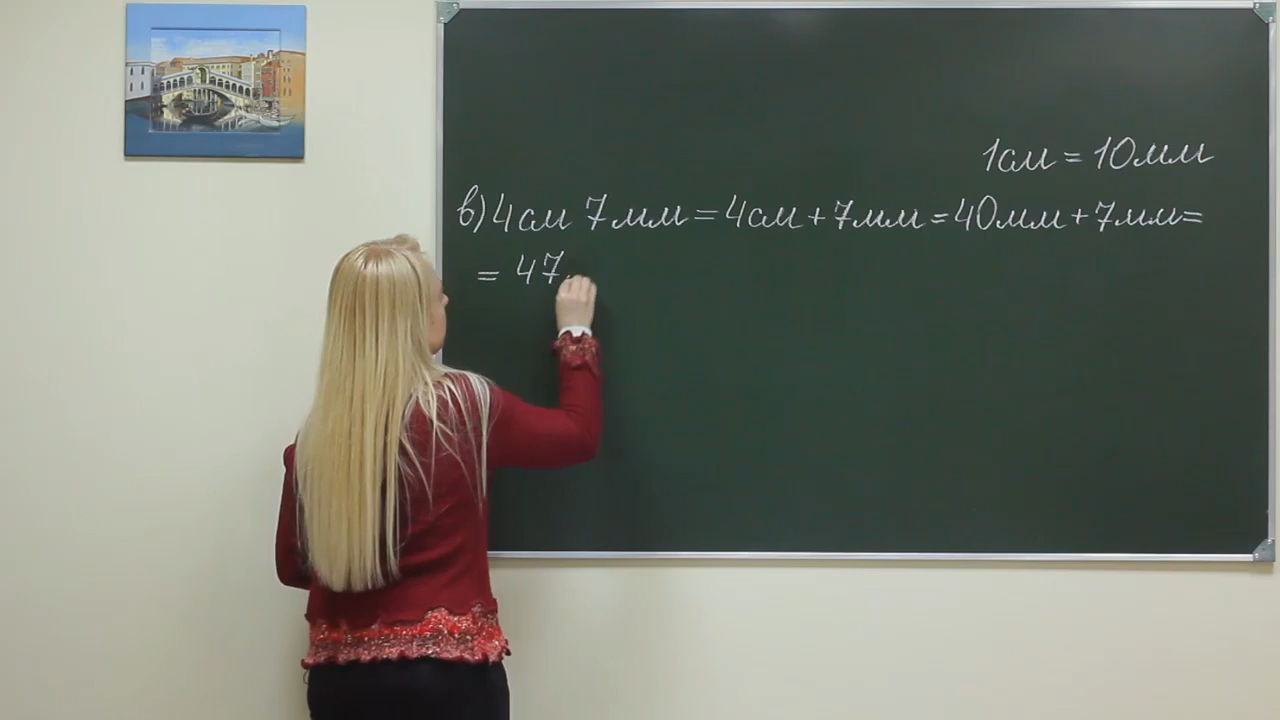 1см = 10мм
в) 4см 7мм = 4см + 7мм = 40мм + 7мм =
= 47